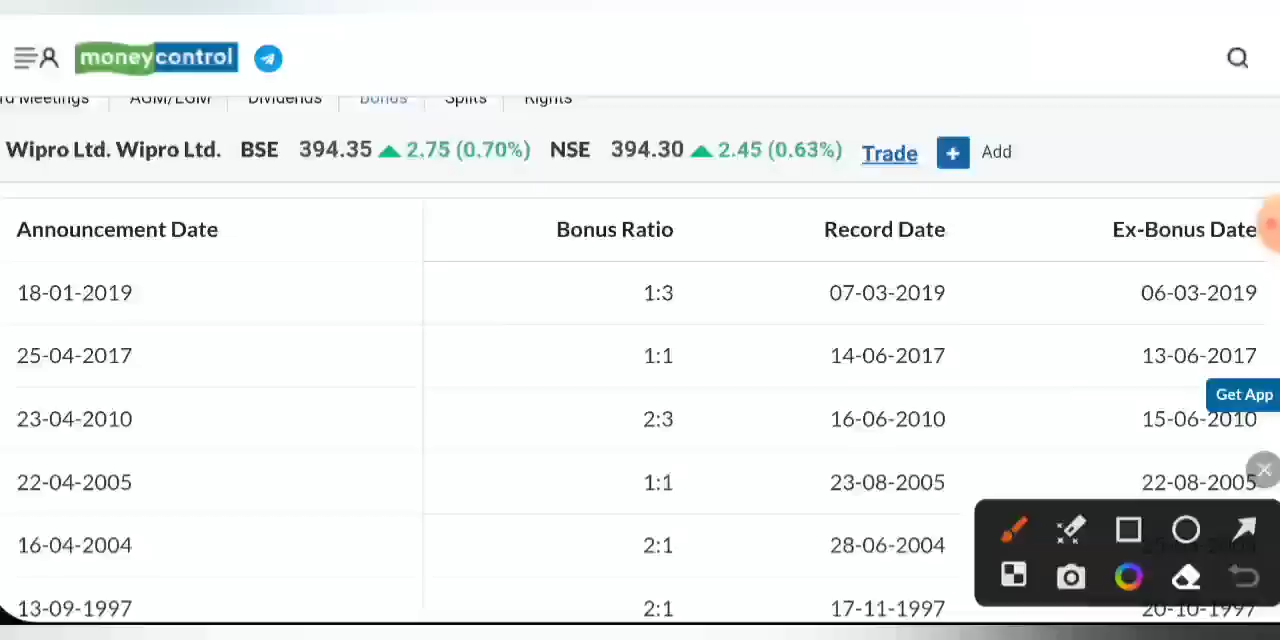 moneycontrol
AGM/EGM Dividends Bonus Splits Rights
Wipro Ltd. Wipro Ltd. BSE 394.35 2.75 (0.70%) NSE 394.30 2.45 (0.63%) Trade + Add
Announcement Date Bonus Ratio Record Date Ex-Bonus Date
18-01-2019 1:3 07-03-2019 06-03-2019
25-04-2017 1:1 14-06-2017 13-06-2017
Get App
23-04-2010 2:3 16-06-2010 15-06-2010
22-04-2005 1:1 23-08-2005 22-08-2005
16-04-2004 2:1 28-06-2004
13-09-1997 2:1 17-11-1997 20-10-1997